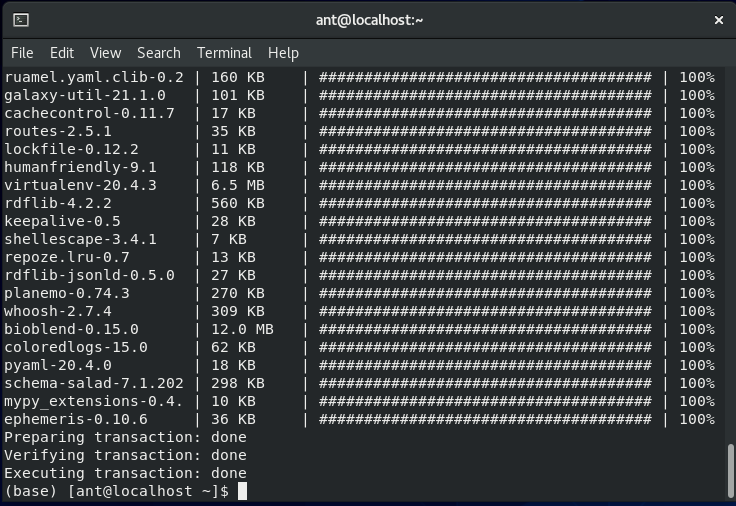 ant@localhost:~
File Edit View Search Terminal Help
ruamel.yaml.clib-0.2 | 160 KB    | ##################################### | 100%
galaxy-util-21.1.0   | 101 KB    | ##################################### | 100%
cachecontrol-0.11.7  | 17 KB     | ##################################### | 100%
routes-2.5.1         | 35 KB     | ##################################### | 100%
lockfile-0.12.2      | 11 KB     | ##################################### | 100%
humanfriendly-9.1    | 118 KB    | ##################################### | 100%
virtualenv-20.4.3    | 6.5 MB    | ##################################### | 100%
rdflib-4.2.2         | 560 KB    | ##################################### | 100%
keepalive-0.5        | 28 KB     | ##################################### | 100%
shellescape-3.4.1    | 7 KB      | ##################################### | 100%
repoze.lru-0.7       | 13 KB     | ##################################### | 100%
rdflib-jsonld-0.5.0  | 27 KB     | ##################################### | 100%
planemo-0.74.3       | 270 KB    | ##################################### | 100%
whoosh-2.7.4         | 309 KB    | ##################################### | 100%
bioblend-0.15.0      | 12.0 MB   | ##################################### | 100%
coloredlogs-15.0     | 62 KB     | ##################################### | 100%
pyaml-20.4.0         | 18 KB     | ##################################### | 100%
schema-salad-7.1.202 | 298 KB    | ##################################### | 100%
mypy_extensions-0.4. | 10 KB     | ##################################### | 100%
ephemeris-0.10.6     | 36 KB     | ##################################### | 100%
Preparing transaction: done
Verifying transaction: done
Executing transaction: done
(base) [ant@localhost ~]$